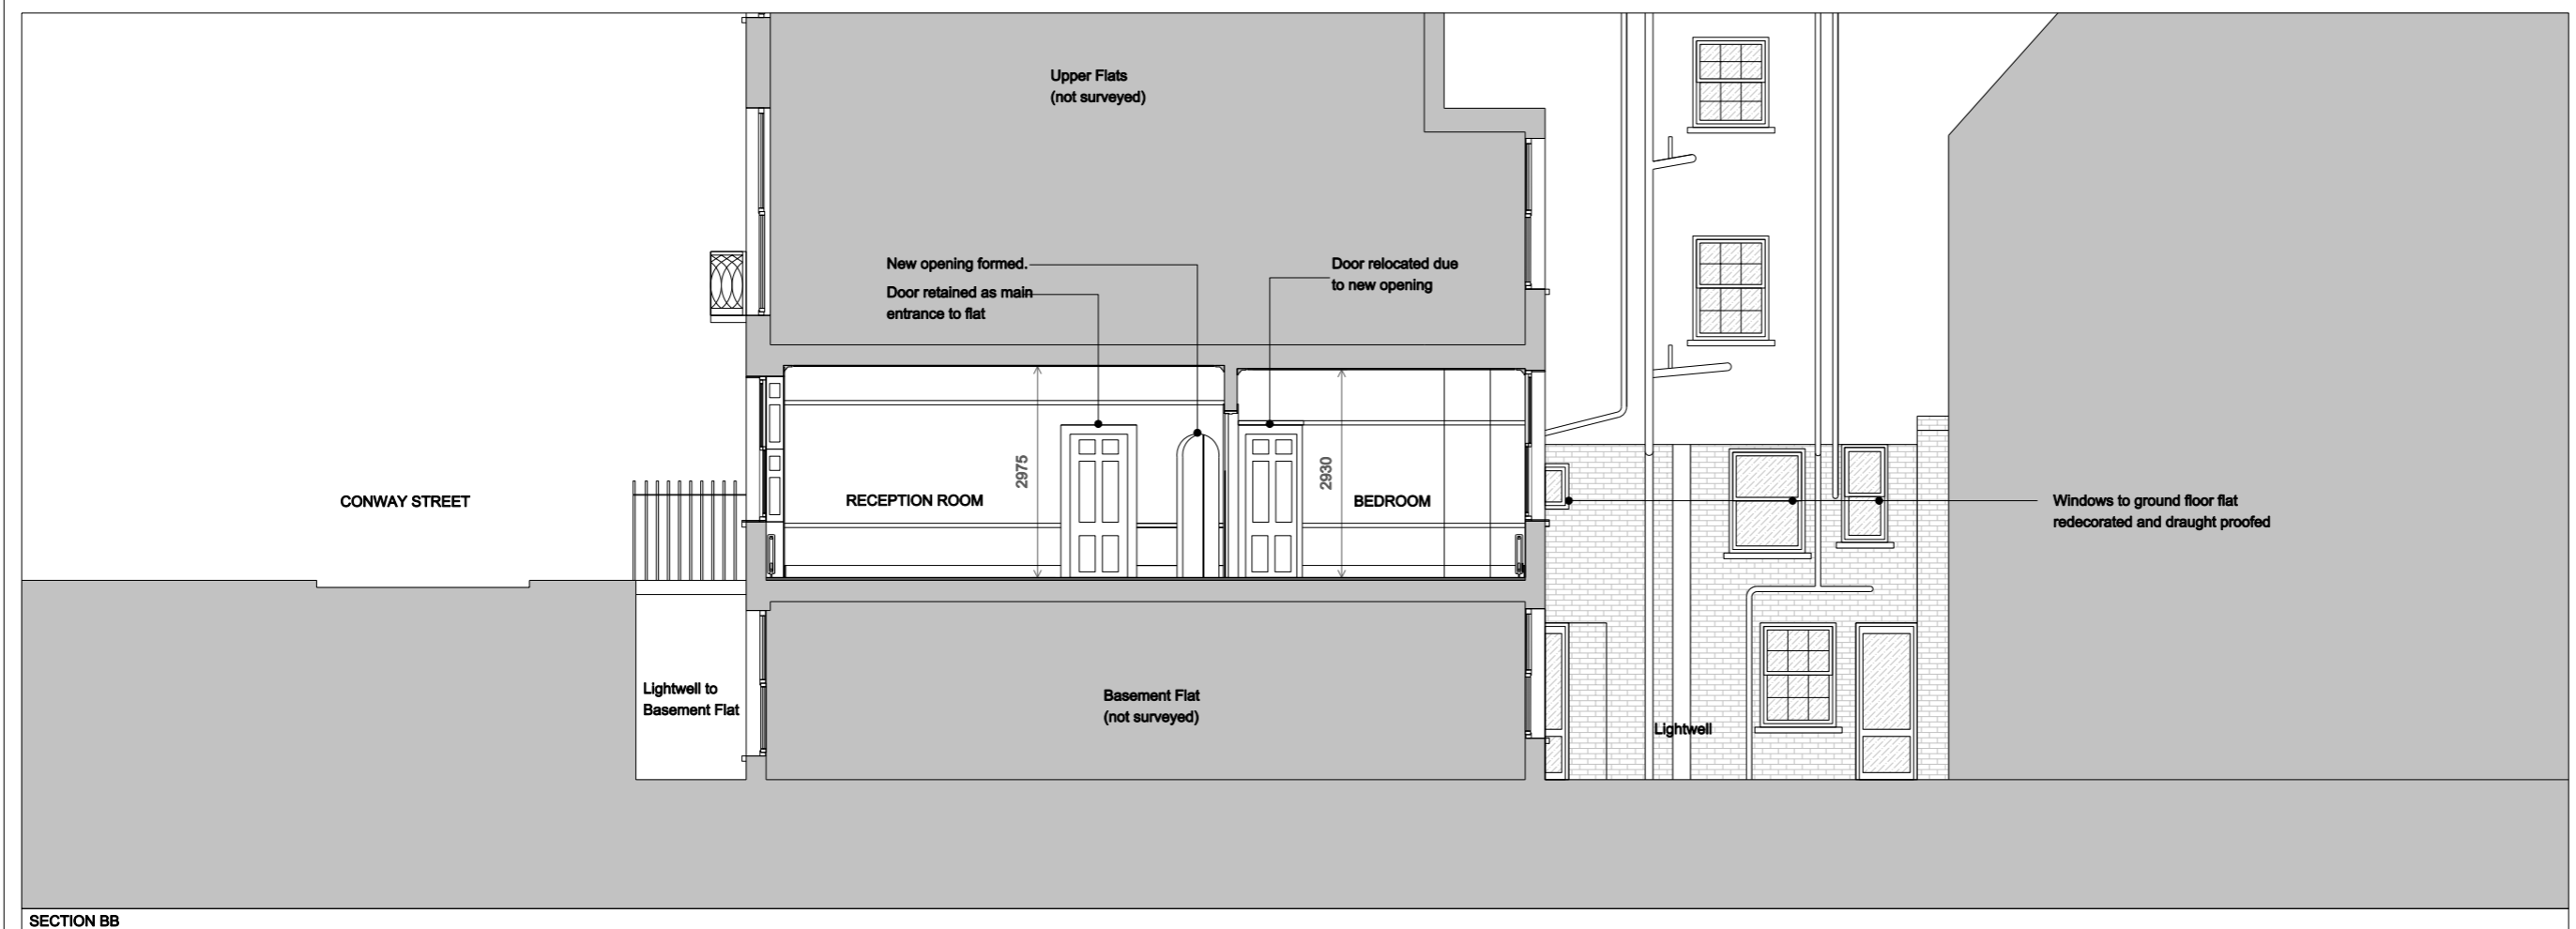 Upper Flats
(not surveyed)
New opening formed.
Door retained as main
entrance to flat
Door relocated due
to new opening
CONWAY STREET
RECEPTION ROOM
2975
2930
BEDROOM
Windows to ground floor flat
redecorated and draught proofed
Lightwell to
Basement Flat
Basement Flat
(not surveyed)
Lightwell
SECTION BB